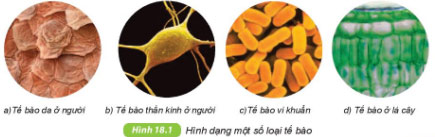 a) Tế bào da ở người b) Tế bào thần kinh ở người c) Tế bào vi khuẩn d) Tế bào ở lá cây
Hình 18.1 Hình dạng một số loại tế bào